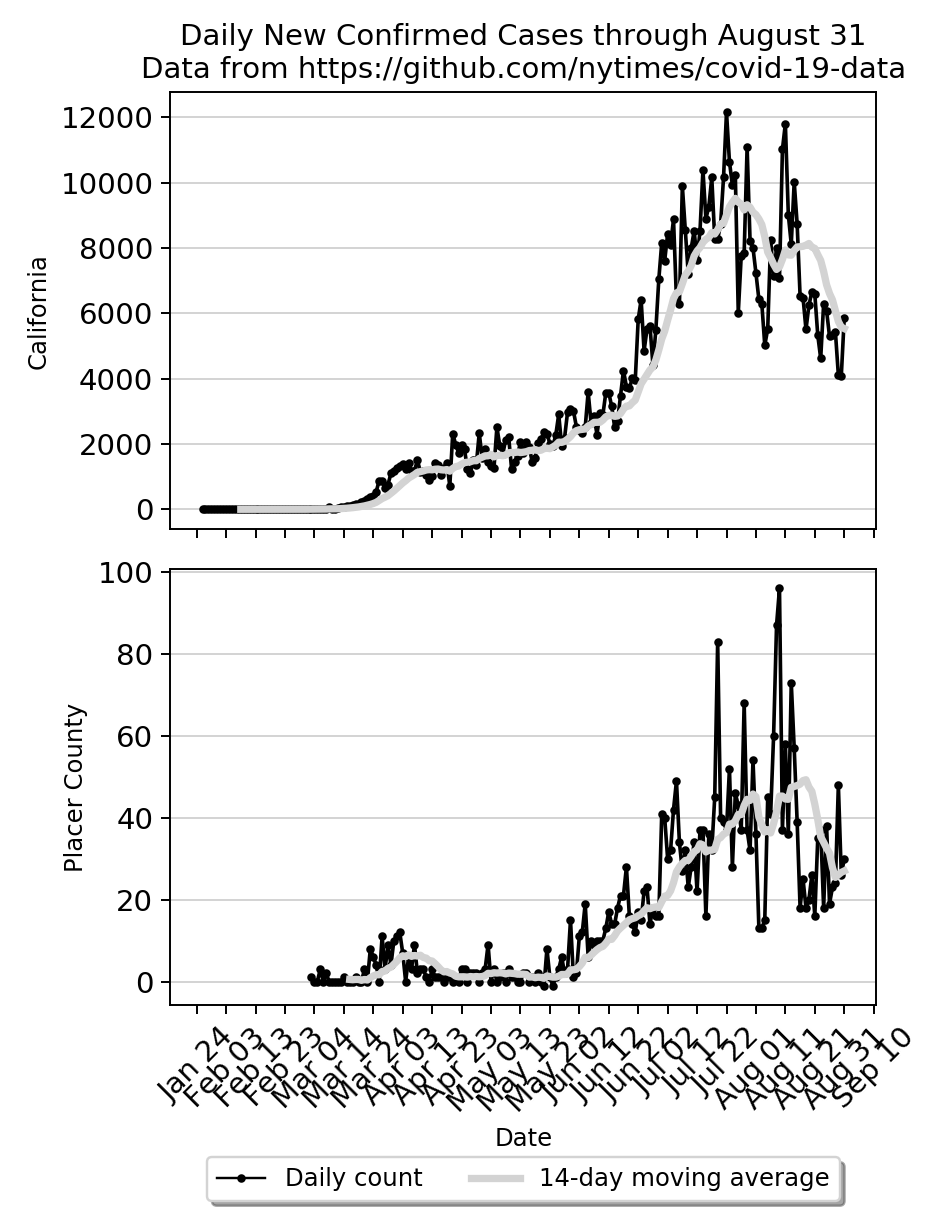 Daily New Confirmed Cases through August 31
Data from https://github.com/nytimes/covid-19-data
12000
10000
8000
6000
4000
2000
0
California
100
80
60
40
20
0
Placer County
Jan 24
Feb 03
Feb 13
Feb 23
Mar 04
Mar 14
Mar 24
Apr 03
Apr 13
Apr 23
May 03
May 13
May 23
Jun 02
Jun 12
Jun 22
Jul 02
Jul 12
Jul 22
Aug 01
Aug 11
Aug 21
Aug 31
Sep 10
Date
Daily count
14-day moving average